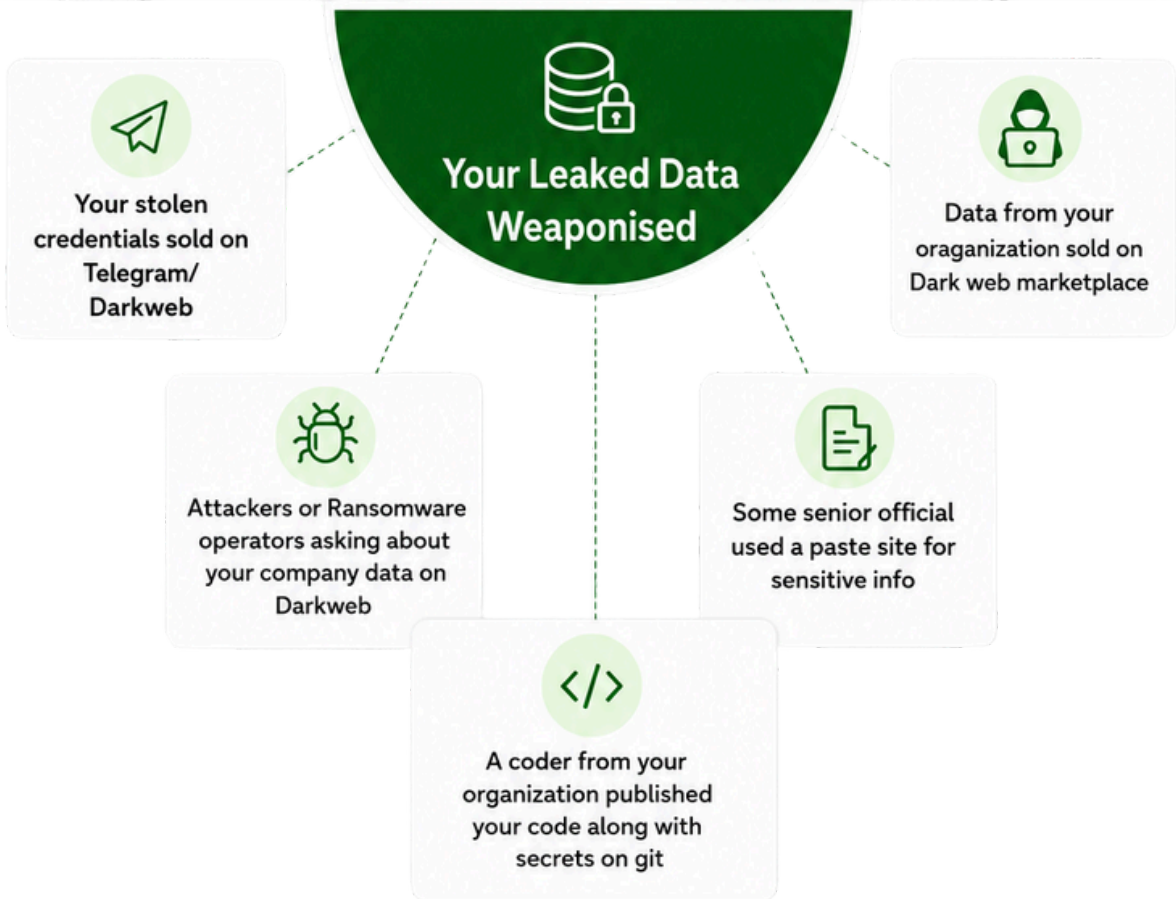 Your Leaked Data
Weaponised
Your stolen
credentials sold on
Telegram/
Darkweb
Data from your
oraganization sold on
Dark web marketplace
Attackers or Ransomware
operators asking about
your company data on
Darkweb
Some senior official
used a paste site for
sensitive info
</>
A coder from your
organization published
your code along with
secrets on git